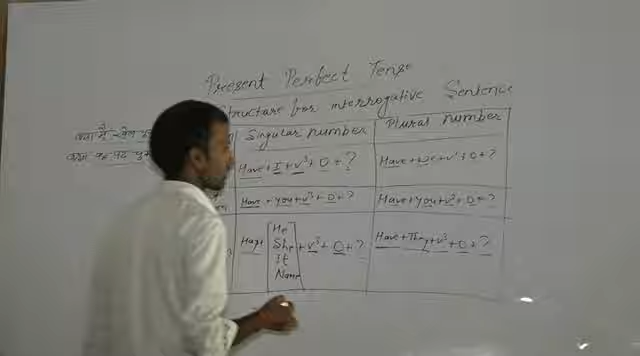 Present Perfect Tense
Structure for interrogative Sentence
Singular number Plural number
क्या मैं
Have + I + v³ + O + ? Have + We + v³ + O + ?
Have + you + v³ + O + ? Have + you + v³ + O + ?
Has + [He She It Name] + v³ + O + ? Have + They + v³ + O + ?